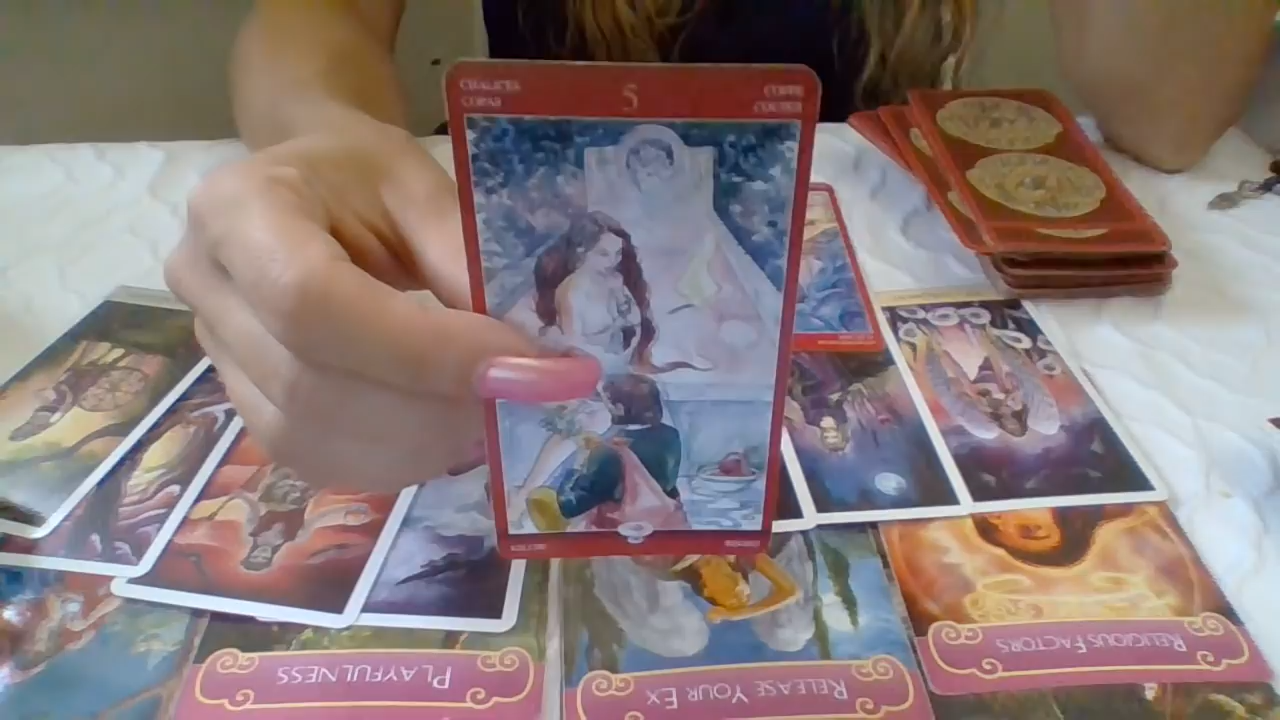 CHALICES
COPAS
5
COPPE
COUPES
PLAYFULNESS
RELEASE YOUR EX
RELIGIOUS FACTORS